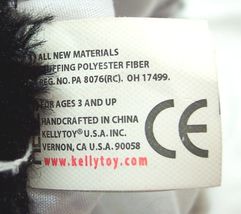 ALL NEW MATERIALS
STUFFING POLYESTER FIBER
REG. NO. PA 8076(RC). OH 17499.
FOR AGES 3 AND UP
HANDCRAFTED IN CHINA
KELLYTOY® U.S.A. INC.
VERNON, CA U.S.A. 90058
www.kellytoy.com
CE